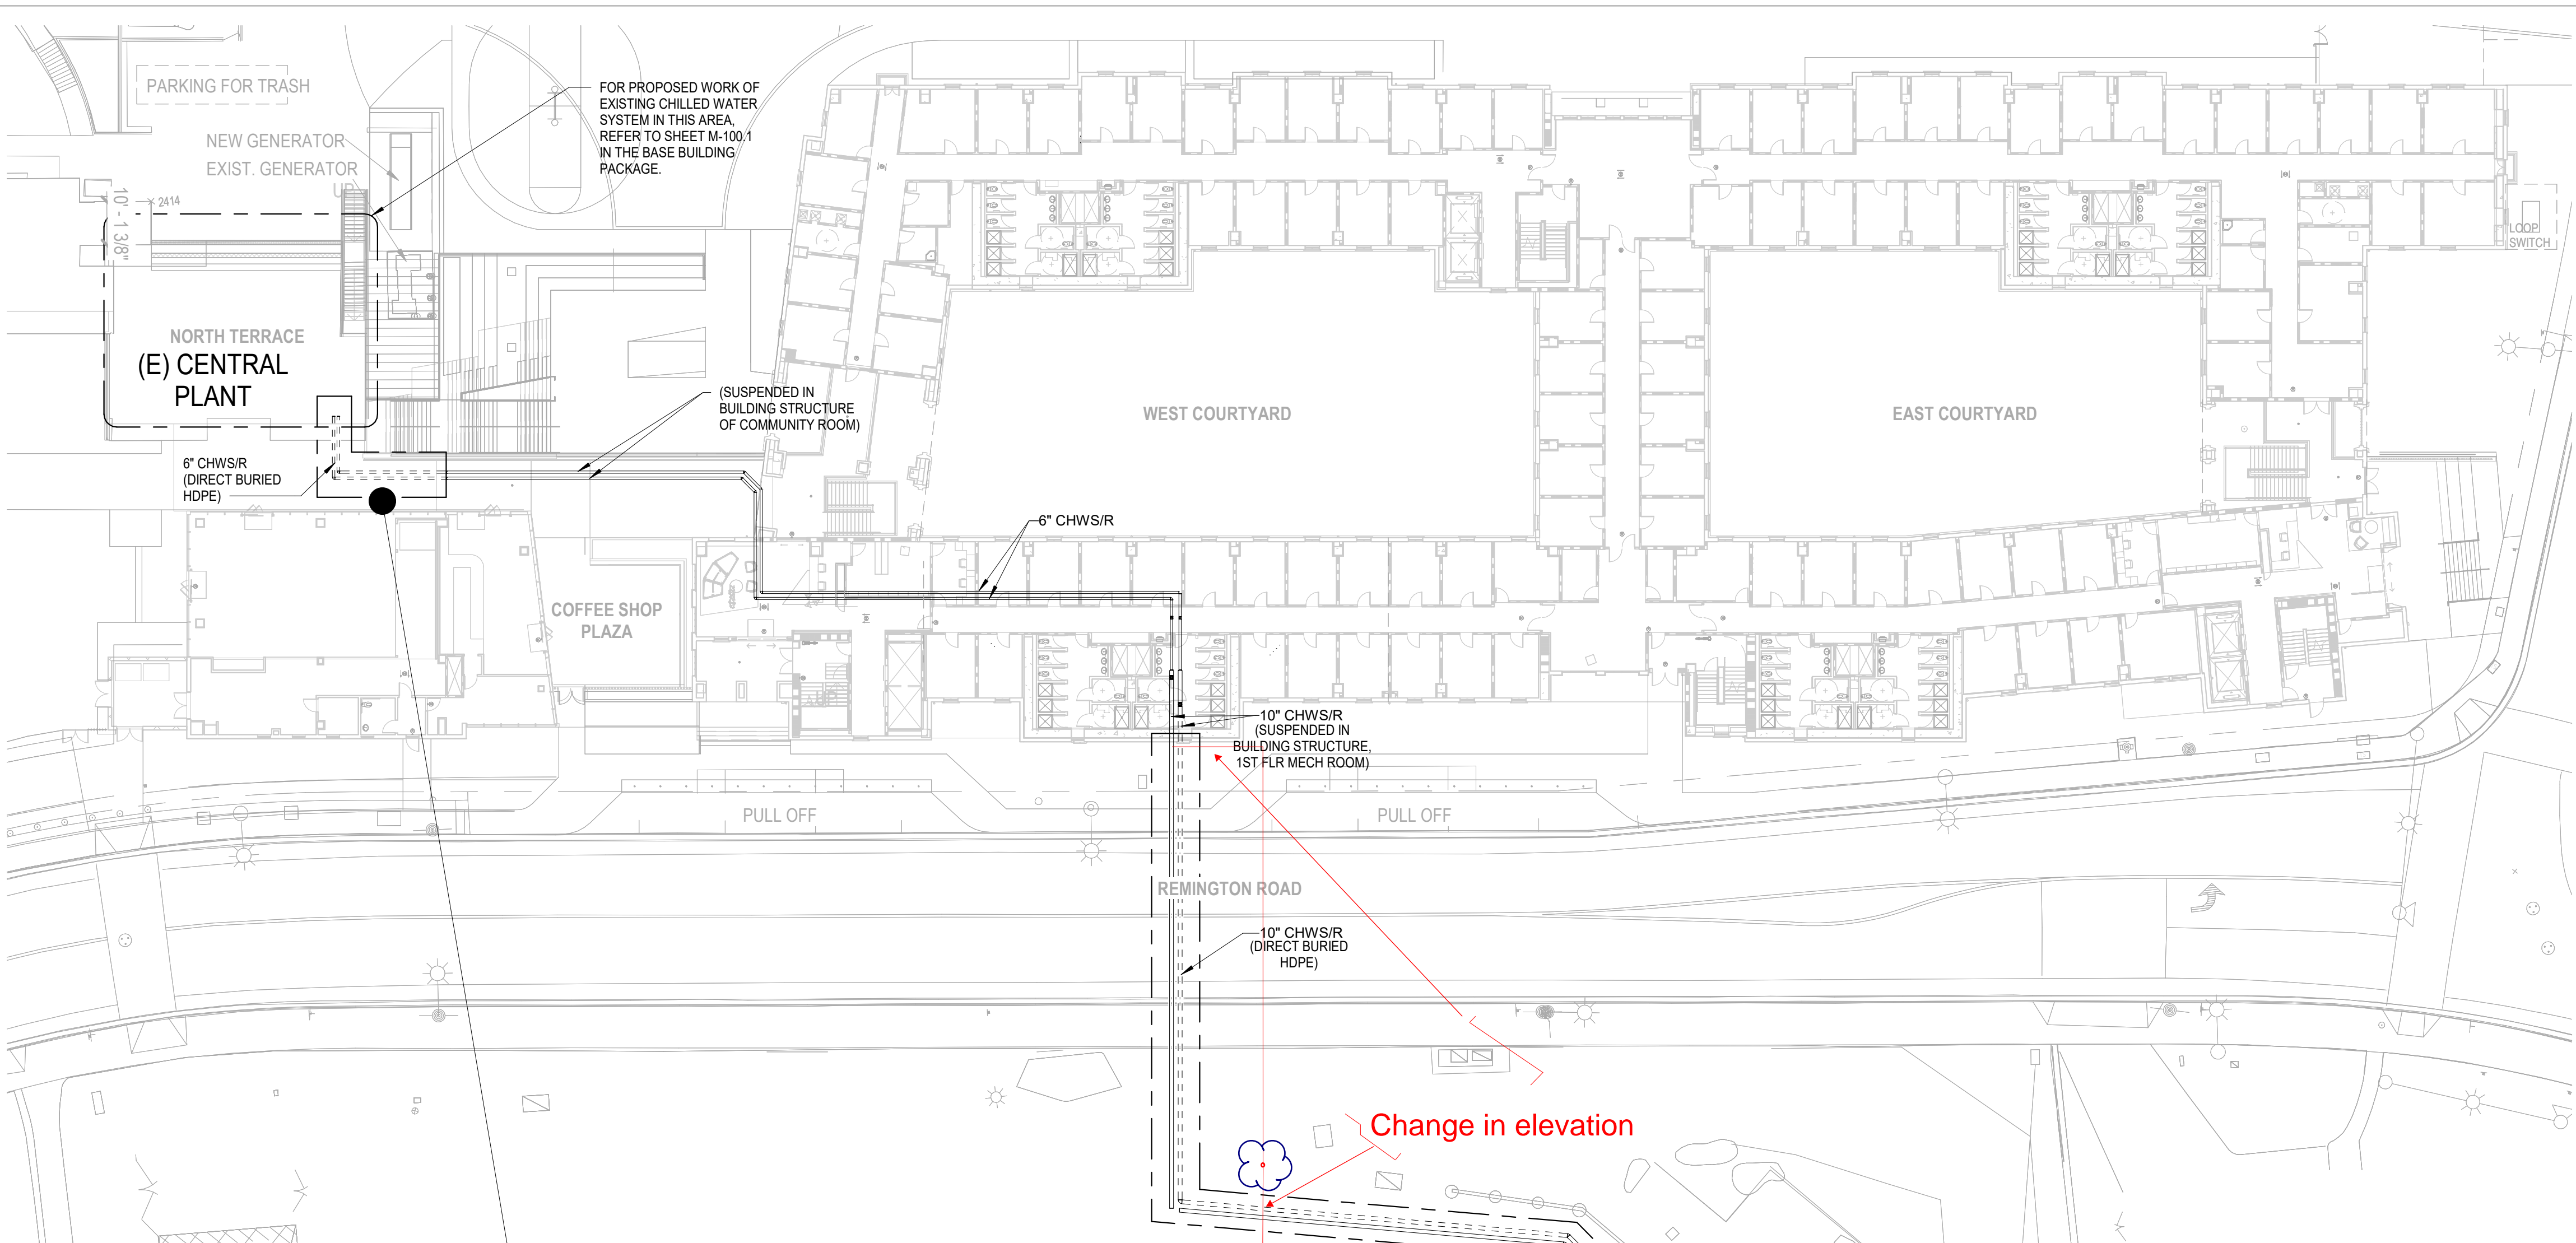 PARKING FOR TRASH
NEW GENERATOR
EXIST. GENERATOR
UP
10' - 1 3/8"
2414
FOR PROPOSED WORK OF
EXISTING CHILLED WATER
SYSTEM IN THIS AREA,
REFER TO SHEET M-100.1
IN THE BASE BUILDING
PACKAGE.
LOOP
SWITCH
NORTH TERRACE
(E) CENTRAL
PLANT
(SUSPENDED IN
BUILDING STRUCTURE
OF COMMUNITY ROOM)
WEST COURTYARD
EAST COURTYARD
6" CHWS/R
(DIRECT BURIED
HDPE)
6" CHWS/R
COFFEE SHOP
PLAZA
10" CHWS/R
(SUSPENDED IN
BUILDING STRUCTURE,
1ST FLR MECH ROOM)
PULL OFF
PULL OFF
REMINGTON ROAD
10" CHWS/R
(DIRECT BURIED
HDPE)
Change in elevation